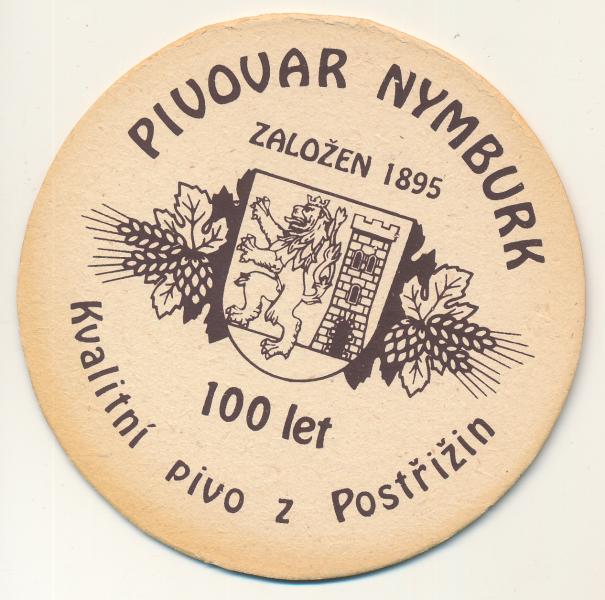 PIVOVAR NYMBURK
ZALOŽEN 1895
100 let
Kvalitní pivo z Postřižin